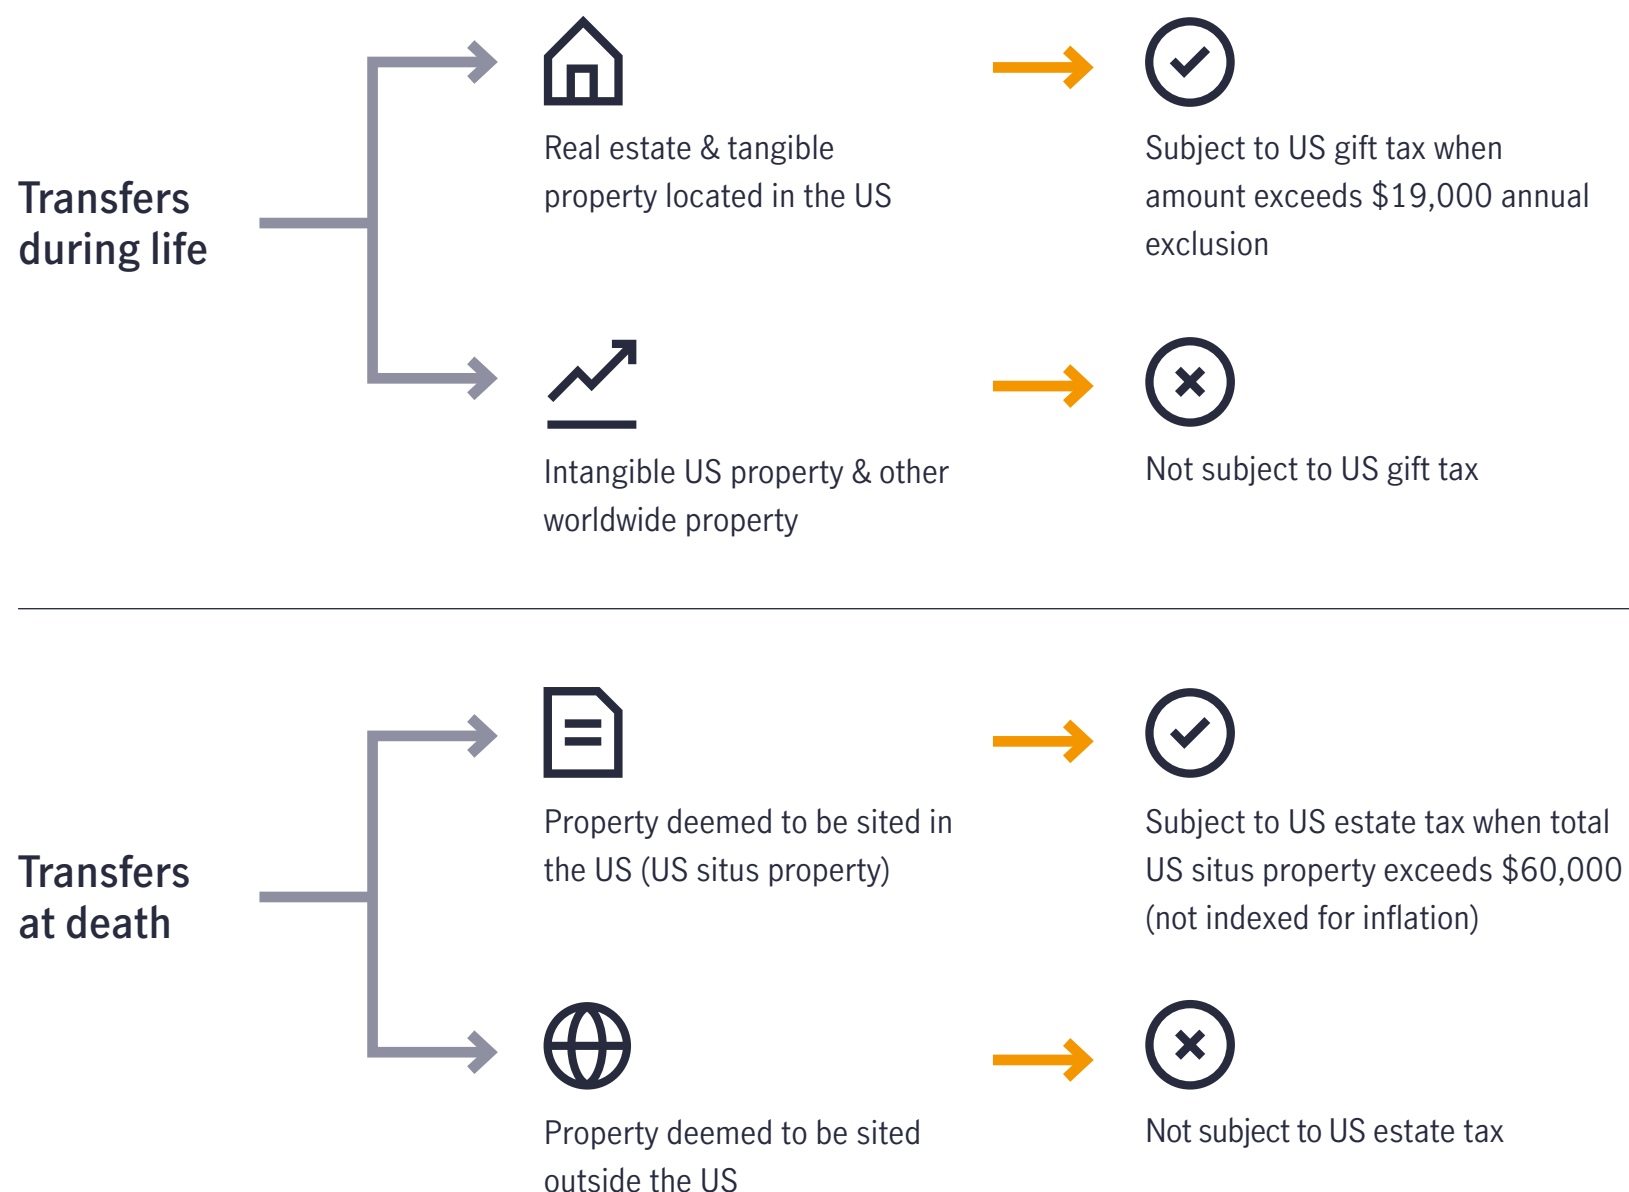 Transfers
during life
Real estate & tangible
property located in the US
Subject to US gift tax when
amount exceeds $19,000 annual
exclusion
Intangible US property & other
worldwide property
Not subject to US gift tax
Transfers
at death
Property deemed to be sited in
the US (US situs property)
Subject to US estate tax when total
US situs property exceeds $60,000
(not indexed for inflation)
Property deemed to be sited
outside the US
Not subject to US estate tax